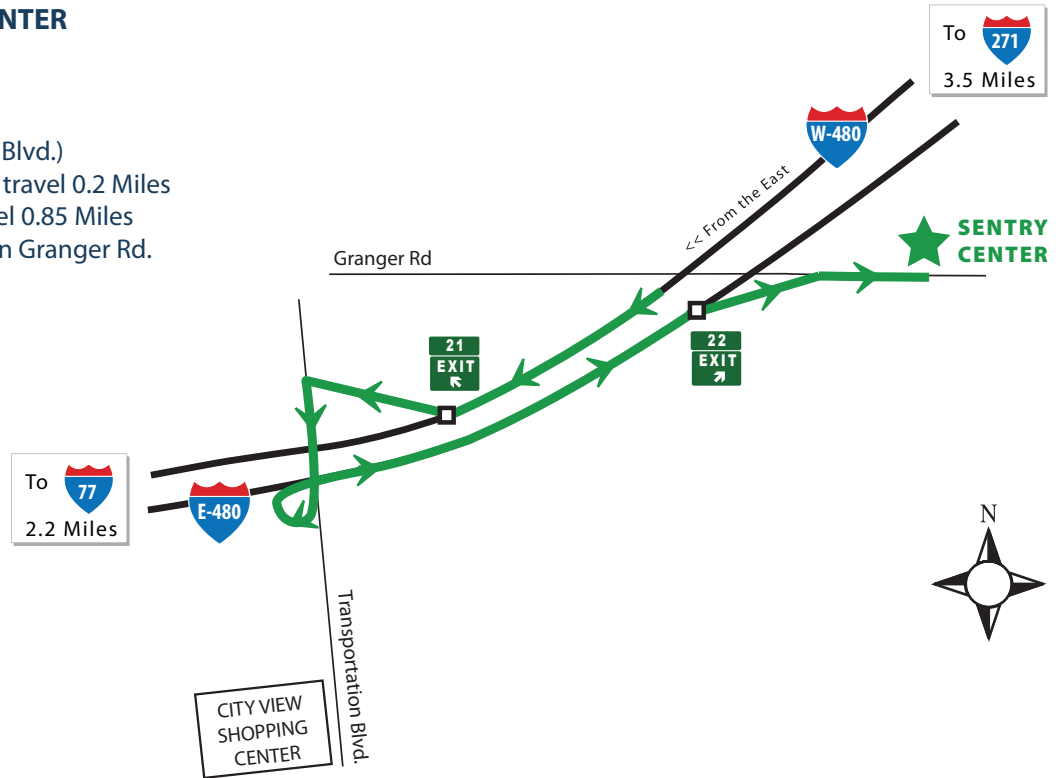 NTER
Blvd.)
travel 0.2 Miles
el 0.85 Miles
n Granger Rd.
To 271
3.5 Miles
W-480
<< From the East
Granger Rd
SENTRY
CENTER
21
EXIT
22
EXIT
To 77
2.2 Miles
E-480
N
Transportation Blvd.
CITY VIEW
SHOPPING
CENTER